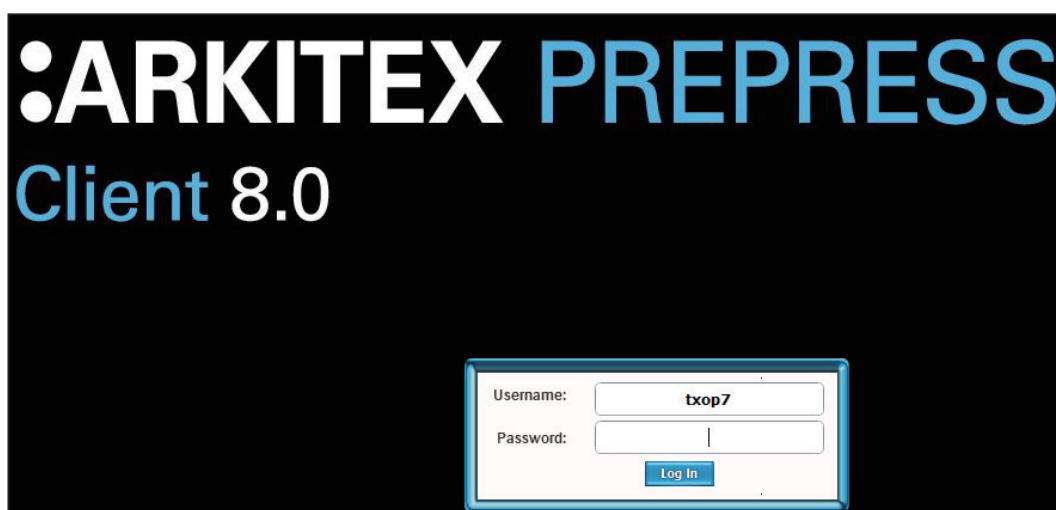 :ARKITEX PREPRESS
Client 8.0
Username: txop7
Password:
Log In